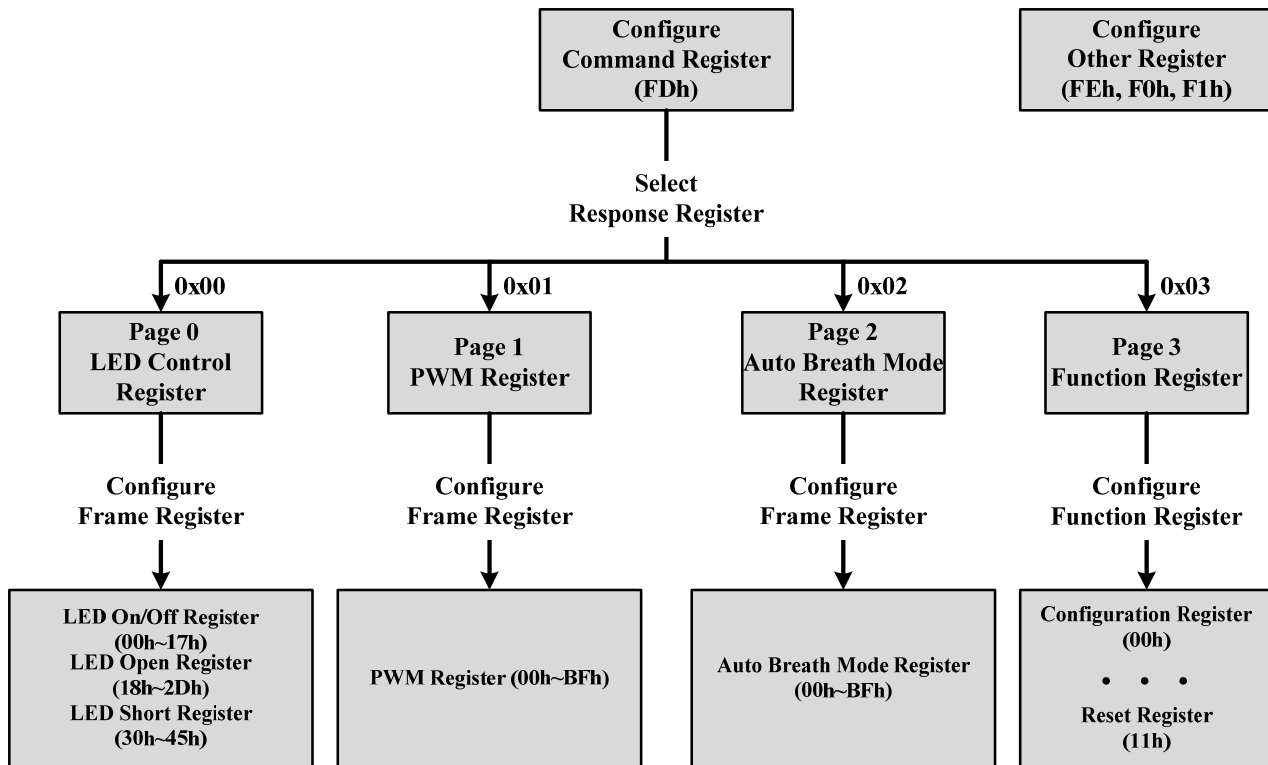 Configure
Command Register
(FDh)
Configure
Other Register
(FEh, F0h, F1h)
Select
Response Register
0x00
0x01
0x02
0x03
Page 0
LED Control
Register
Page 1
PWM Register
Page 2
Auto Breath Mode
Register
Page 3
Function Register
Configure
Frame Register
Configure
Frame Register
Configure
Frame Register
Configure
Function Register
LED On/Off Register
(00h~17h)
LED Open Register
(18h~2Dh)
LED Short Register
(30h~45h)
PWM Register (00h~BFh)
Auto Breath Mode Register
(00h~BFh)
Configuration Register
(00h)
• • •
Reset Register
(11h)